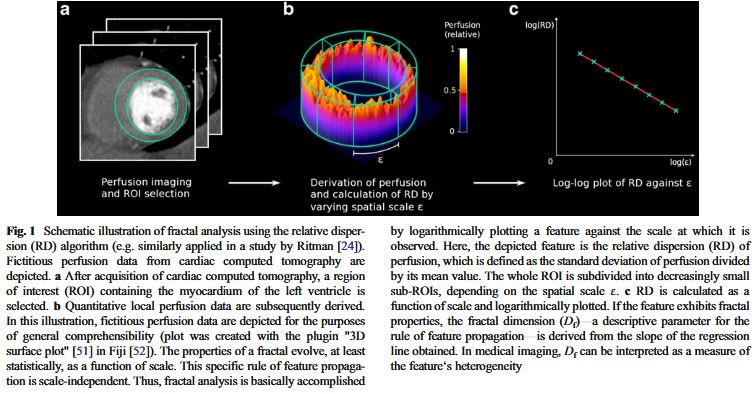 a
b
c
Perfusion
(relative)
1
0.5
0
ε
log(RD)
0
log(ε)
Perfusion imaging
and ROI selection
Derivation of perfusion
and calculation of RD by
varying spatial scale ε
Log-log plot of RD against ε
Fig. 1 Schematic illustration of fractal analysis using the relative disper-
sion (RD) algorithm (e.g. similarly applied in a study by Ritman [24]).
Fictitious perfusion data from cardiac computed tomography are
depicted. a After acquisition of cardiac computed tomography, a region
of interest (ROI) containing the myocardium of the left ventricle is
selected. b Quantitative local perfusion data are subsequently derived.
In this illustration, fictitious perfusion data are depicted for the purposes
of general comprehensibility (plot was created with the plugin "3D
surface plot" [51] in Fiji [52]). The properties of a fractal evolve, at least
statistically, as a function of scale. This specific rule of feature propaga-
tion is scale-independent. Thus, fractal analysis is basically accomplished
by logarithmically plotting a feature against the scale at which it is
observed. Here, the depicted feature is the relative dispersion (RD) of
perfusion, which is defined as the standard deviation of perfusion divided
by its mean value. The whole ROI is subdivided into decreasingly small
sub-ROIs, depending on the spatial scale ε. c RD is calculated as a
function of scale and logarithmically plotted. If the feature exhibits fractal
properties, the fractal dimension (Df)—a descriptive parameter for the
rule of feature propagation—is derived from the slope of the regression
line obtained. In medical imaging, Df can be interpreted as a measure of
the feature's heterogeneity